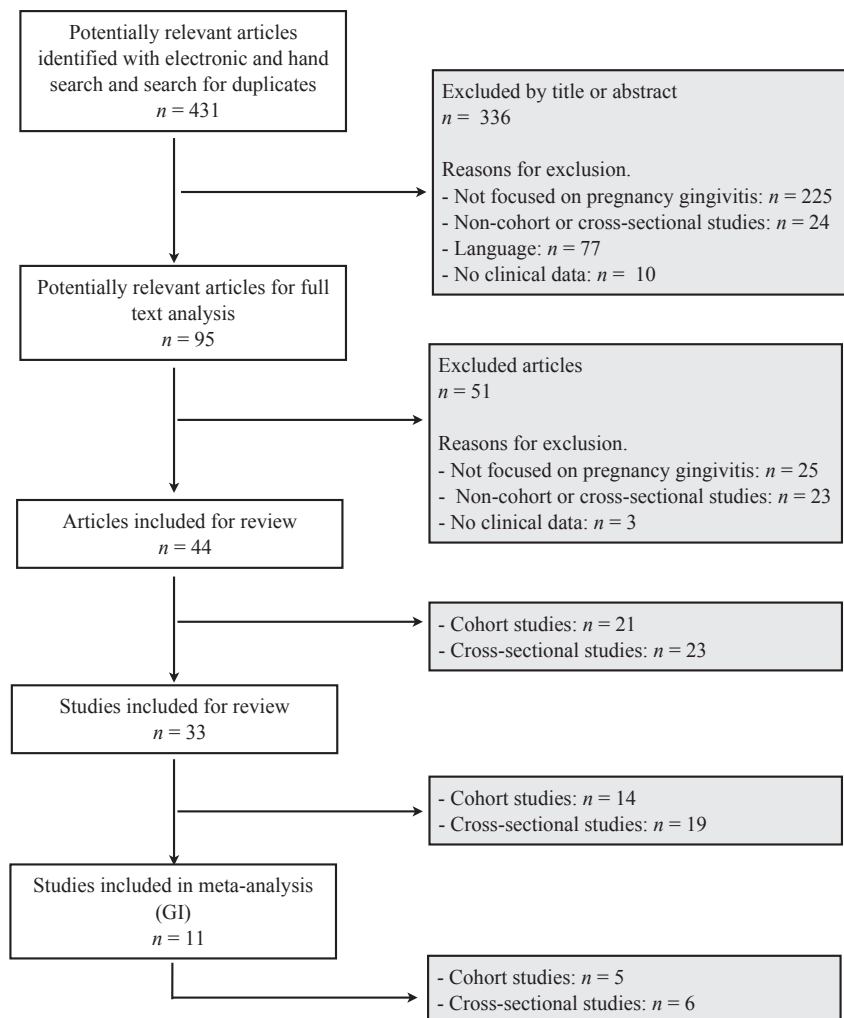 Potentially relevant articles
identified with electronic and hand
search and search for duplicates
n = 431
Excluded by title or abstract
n = 336
Reasons for exclusion.
- Not focused on pregnancy gingivitis: n = 225
- Non-cohort or cross-sectional studies: n = 24
- Language: n = 77
- No clinical data: n = 10
Potentially relevant articles for full
text analysis
n = 95
Excluded articles
n = 51
Reasons for exclusion.
- Not focused on pregnancy gingivitis: n = 25
- Non-cohort or cross-sectional studies: n = 23
- No clinical data: n = 3
Articles included for review
n = 44
- Cohort studies: n = 21
- Cross-sectional studies: n = 23
Studies included for review
n = 33
- Cohort studies: n = 14
- Cross-sectional studies: n = 19
Studies included in meta-analysis
(GI)
n = 11
- Cohort studies: n = 5
- Cross-sectional studies: n = 6